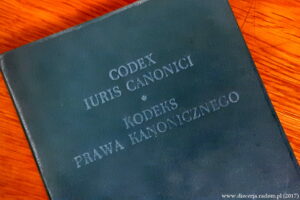 CODEX
IURIS CANONICI
KODEKS
PRAWA KANONICZNEGO
www.diecezja.radom.pl (2017)